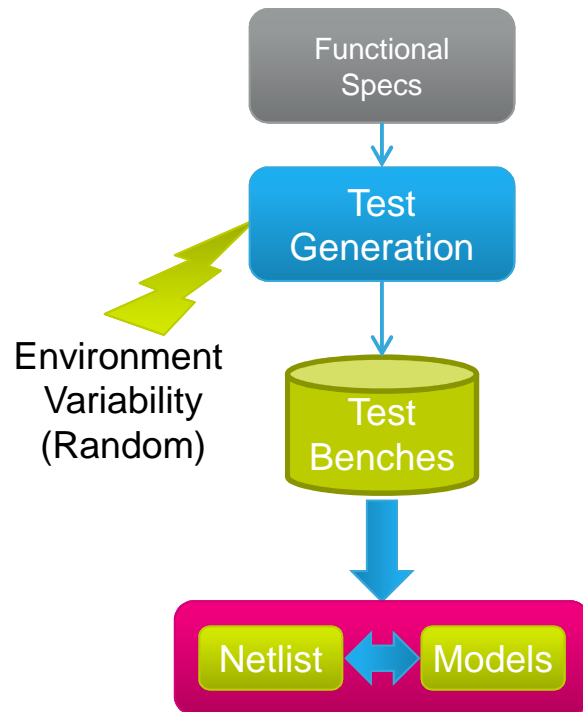 Functional
Specs
Test
Generation
Environment
Variability
(Random)
Test
Benches
Netlist
Models